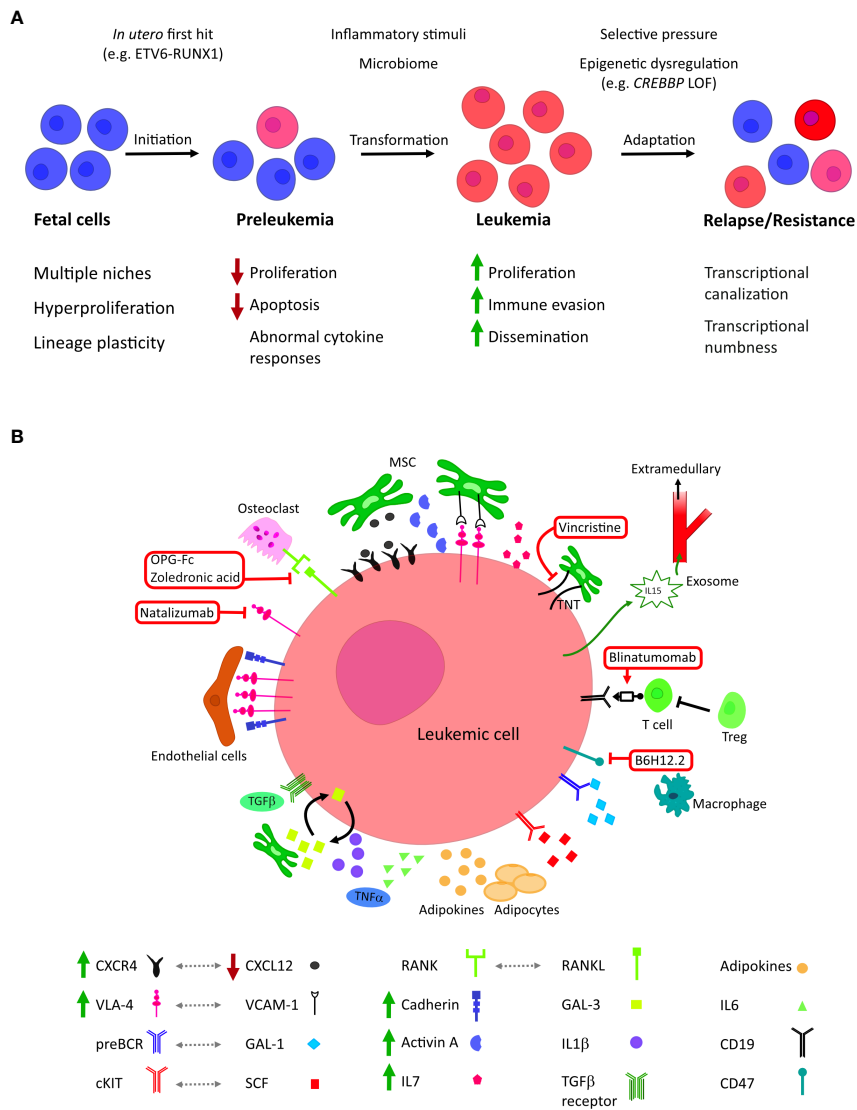 A
In utero first hit
(e.g. ETV6-RUNX1)
Inflammatory stimuli
Microbiome
Selective pressure
Epigenetic dysregulation
(e.g. CREBBP LOF)
Initiation
Transformation
Adaptation
Fetal cells
Preleukemia
Leukemia
Relapse/Resistance
Multiple niches
Hyperproliferation
Lineage plasticity
Proliferation
Apoptosis
Abnormal cytokine
responses
Proliferation
Immune evasion
Dissemination
Transcriptional
canalization
Transcriptional
numbness
B
MSC
Extramedullary
Osteoclast
Vincristine
OPG-Fc
Zoledronic acid
Exosome
IL15
TNT
Natalizumab
Blinatumomab
T cell
Treg
Leukemic cell
Endothelial cells
B6H12.2
Macrophage
TGFβ
TNFα
Adipokines
Adipocytes
CXCR4
CXCL12
RANK
RANKL
Adipokines
VLA-4
VCAM-1
Cadherin
GAL-3
IL6
preBCR
GAL-1
Activin A
IL1β
CD19
cKIT
SCF
IL7
TGFβ
receptor
CD47